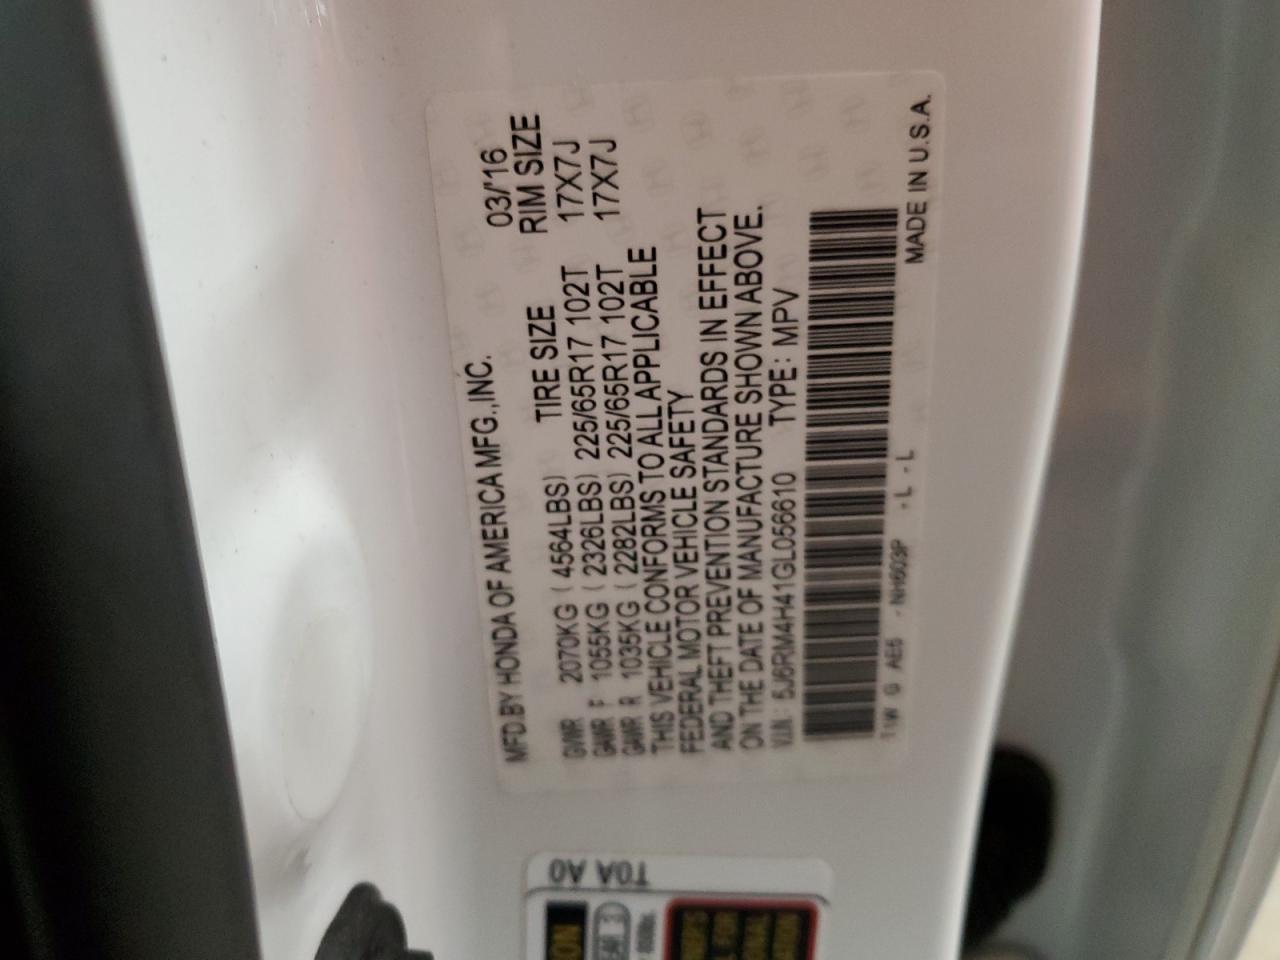 MFD.BY HONDA OF AMERICA MFG.,INC. 03/'16
TIRE SIZE RIM SIZE
GVWR 2070KG ( 4564LBS) 225/65R17 102T 17X7J
GAWR F 1055KG ( 2326LBS) 225/65R17 102T 17X7J
GAWR R 1035KG ( 2282LBS)
THIS VEHICLE CONFORMS TO ALL APPLICABLE
FEDERAL MOTOR VEHICLE SAFETY
AND THEFT PREVENTION STANDARDS IN EFFECT
ON THE DATE OF MANUFACTURE SHOWN ABOVE.
V.I.N.: 5J6RM4H41GL056610 TYPE: MPV
T1W G AE5 -NH603P -L -L MADE IN U.S.A.
T0A A0